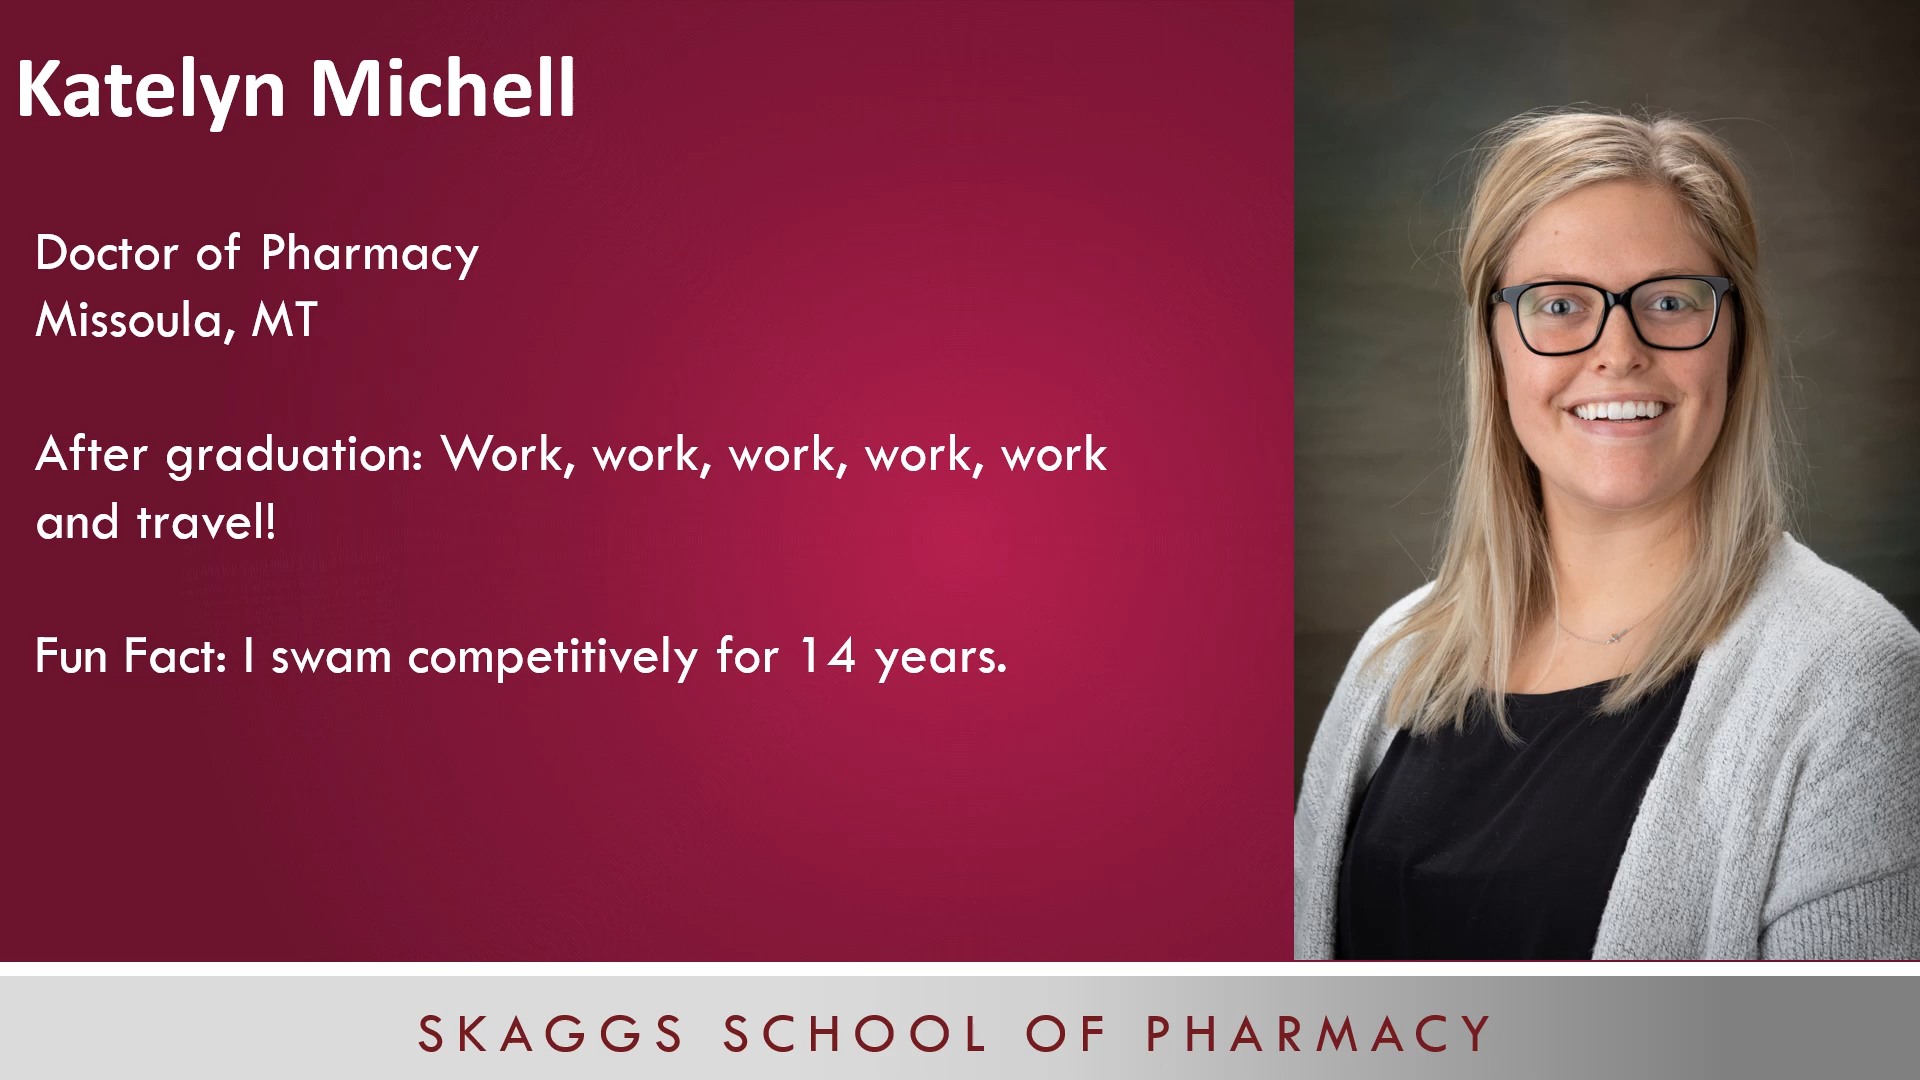 Katelyn Michell
Doctor of Pharmacy
Missoula, MT
After graduation: Work, work, work, work, work
and travel!
Fun Fact: I swam competitively for 14 years.
SKAGGS SCHOOL OF PHARMACY